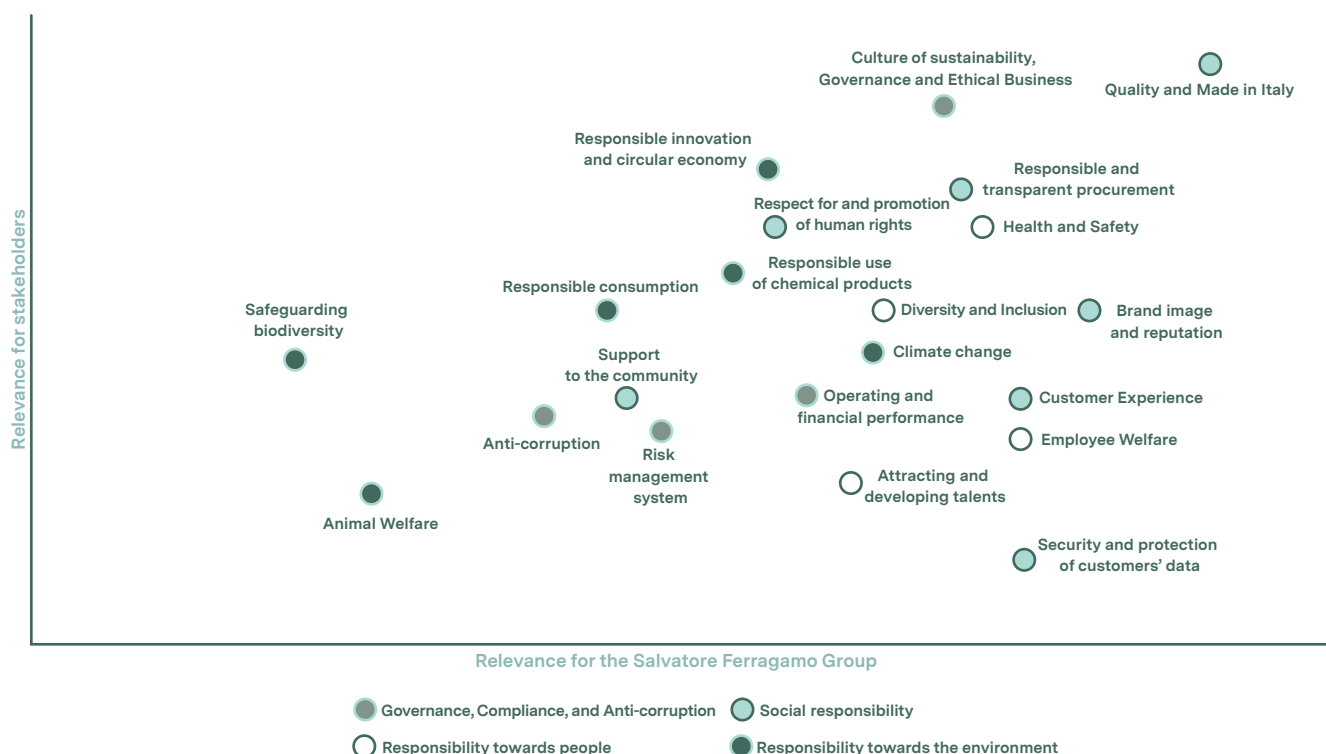 Culture of sustainability,
Governance and Ethical Business
Quality and Made in Italy
Responsible innovation
and circular economy
Responsible and
transparent procurement
Respect for and promotion
of human rights
Health and Safety
Responsible use
of chemical products
Responsible consumption
Safeguarding
biodiversity
Diversity and Inclusion
Brand image
and reputation
Climate change
Support
to the community
Operating and
financial performance
Customer Experience
Anti-corruption
Employee Welfare
Risk
management
system
Attracting and
developing talents
Animal Welfare
Security and protection
of customers’ data
Relevance for stakeholders
Relevance for the Salvatore Ferragamo Group
Governance, Compliance, and Anti-corruption
Social responsibility
Responsibility towards people
Responsibility towards the environment